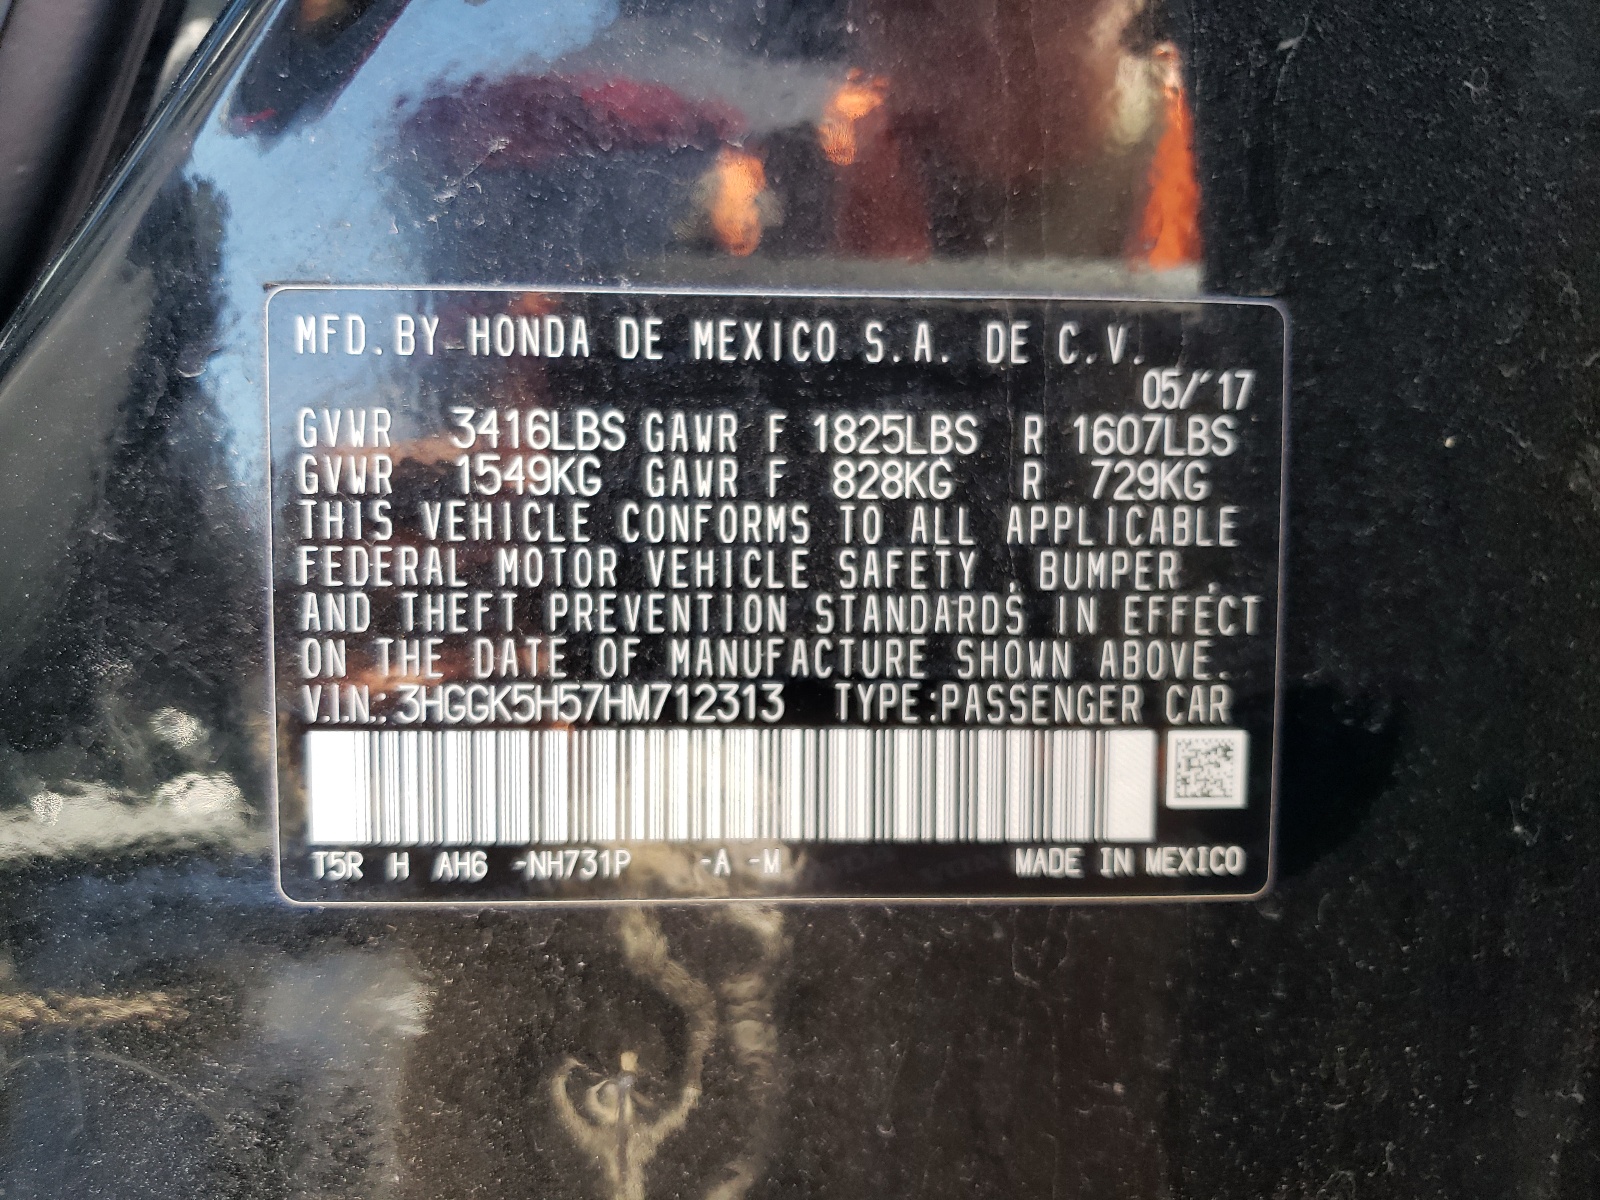 MFD.BY HONDA DE MEXICO S.A. DE C.V.
05/'17
GVWR 3416LBS GAWR F 1825LBS R 1607LBS
GVWR 1549KG GAWR F 828KG R 729KG
THIS VEHICLE CONFORMS TO ALL APPLICABLE
FEDERAL MOTOR VEHICLE SAFETY , BUMPER ,
AND THEFT PREVENTION STANDARDS IN EFFECT
ON THE DATE OF MANUFACTURE SHOWN ABOVE.
V.I.N.: 3HGGK5H57HM712313 TYPE:PASSENGER CAR
T5R H AH6 -NH731P -A -M MADE IN MEXICO